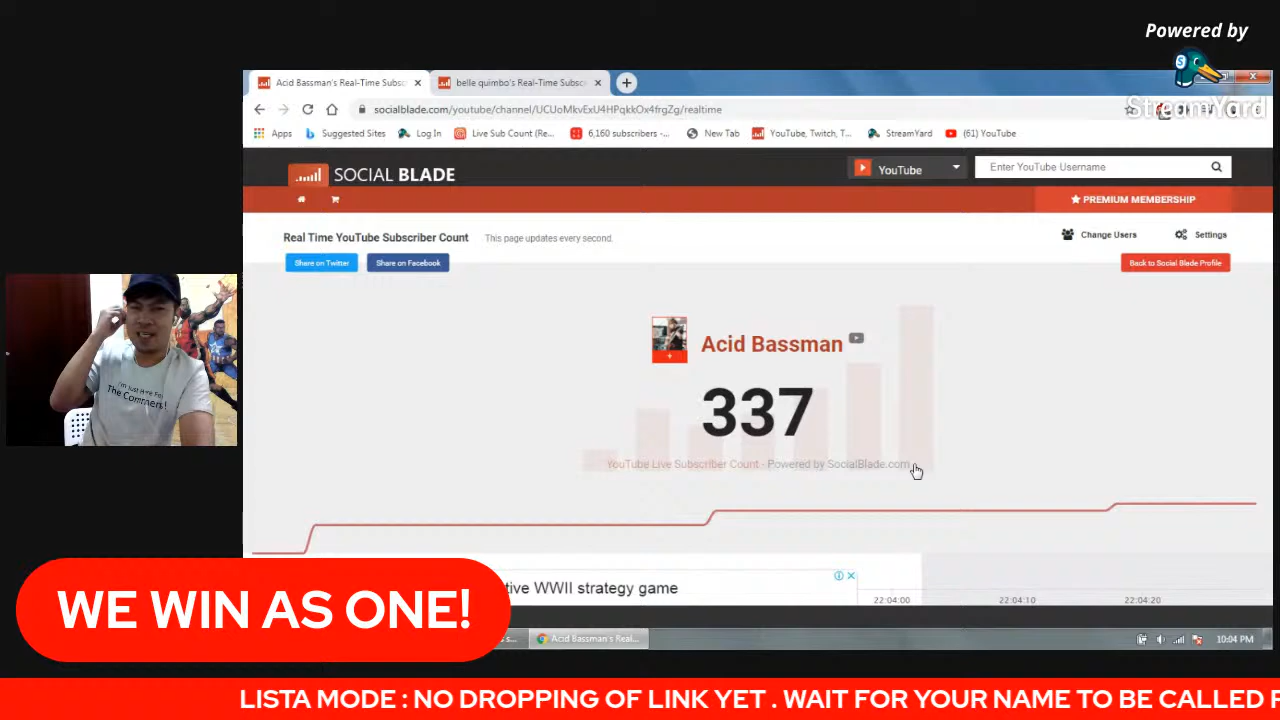 Powered by
StreamYard
Acid Bassman's Real-Time Subsc
belle quimbo's Real-Time Subsc
socialblade.com/youtube/channel/UCUoMkvExU4HPqkkOx4frqZg/realtime
Apps
Suggested Sites
Log In
Live Sub Count (Re...
6,160 subscribers -...
New Tab
YouTube, Twitch, T...
StreamYard
(61) YouTube
SOCIAL BLADE
YouTube
Enter YouTube Username
PREMIUM MEMBERSHIP
Real Time YouTube Subscriber Count
This page updates every second.
Change Users
Settings
Share on Twitter
Share on Facebook
Back to Social Blade Profile
Acid Bassman
337
YouTube Live Subscriber Count - Powered by SocialBlade.com
I'm Just Here For
The Comments!
tive WWII strategy game
22:04:00
22:04:10
22:04:20
WE WIN AS ONE!
Acid Bassman's Real...
10:04 PM
LISTA MODE : NO DROPPING OF LINK YET . WAIT FOR YOUR NAME TO BE CALLED